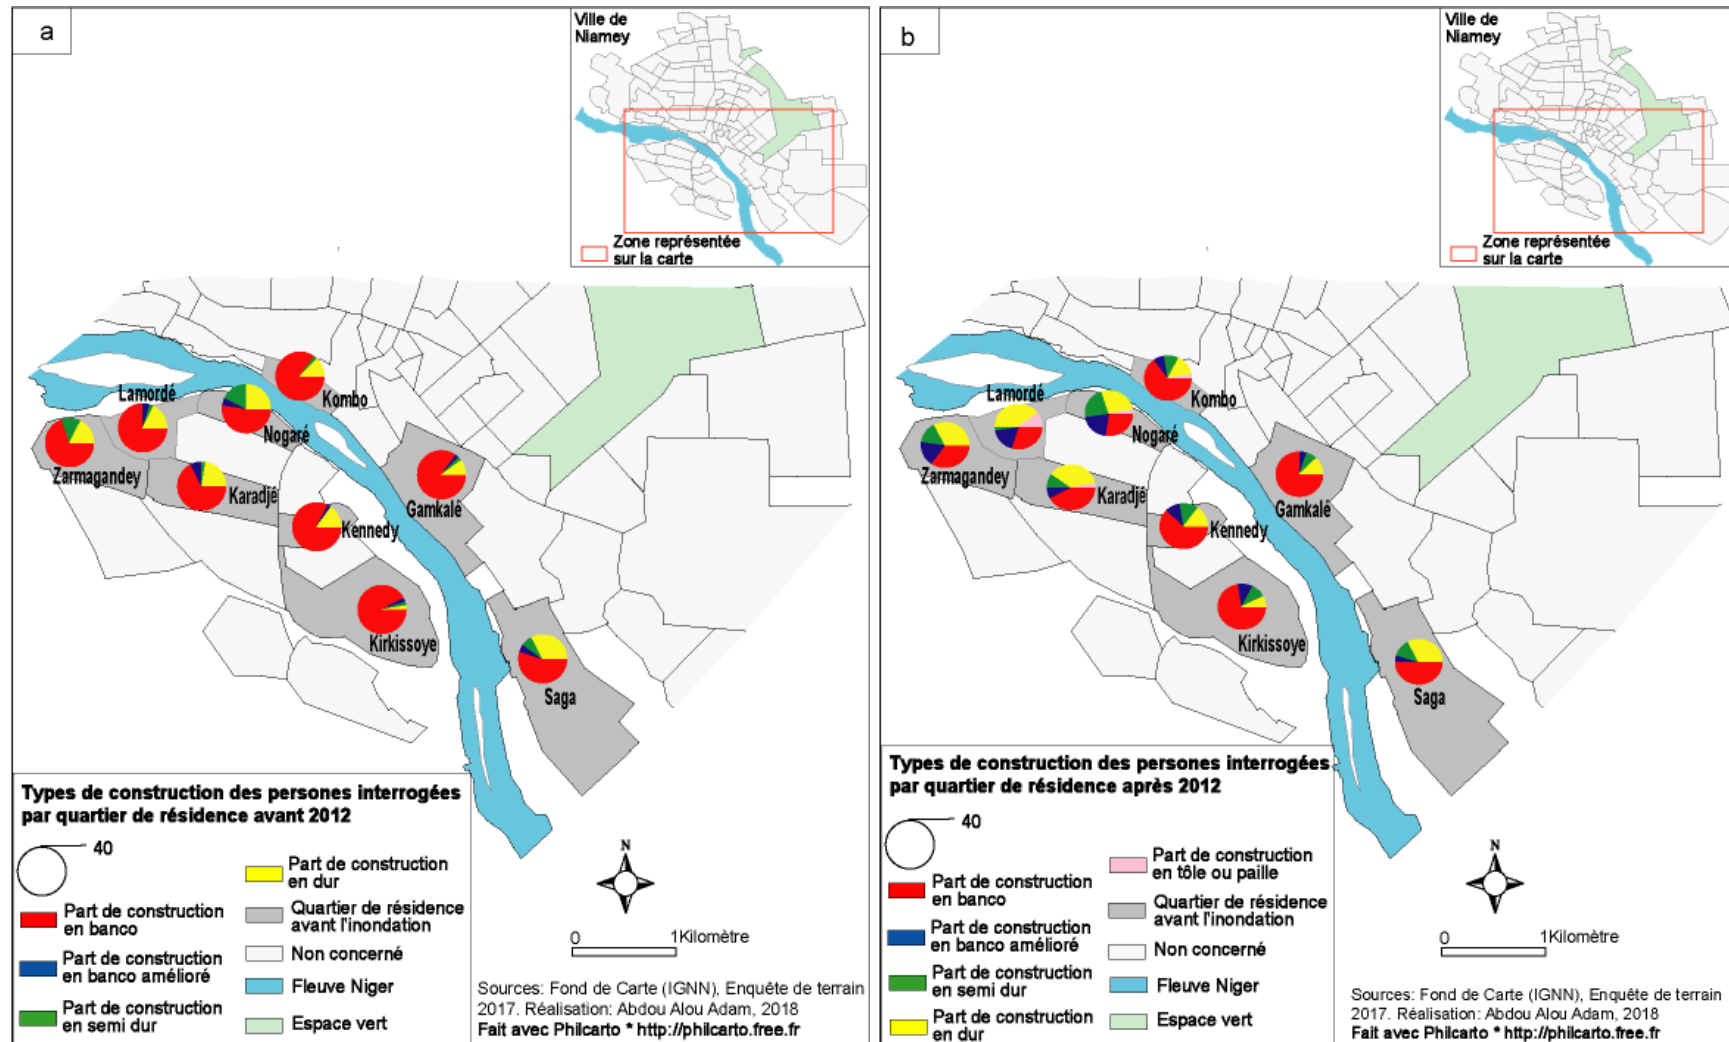 a
Ville de
Niamey
Zone représentée
sur la carte
Lamordé
Kombo
Nogaré
Zarmagandey
Karadjé
Gamkalê
Kennedy
Kirkissoye
Saga
Types de construction des persones interrogées
par quartier de résidence avant 2012
40
Part de construction
en banco
Part de construction
en banco amélioré
Part de construction
en semi dur
Part de construction
en dur
Quartier de résidence
avant l'inondation
Non concerné
Fleuve Niger
Espace vert
N
0 1Kilomètre
Sources: Fond de Carte (IGNN), Enquête de terrain
2017. Réalisation: Abdou Alou Adam, 2018
Fait avec Philcarto * http://philcarto.free.fr
b
Ville de
Niamey
Zone représentée
sur la carte
Lamordé
Kombo
Nogaré
Zarmagandey
Karadjé
Gamkalê
Kennedy
Kirkissoye
Saga
Types de construction des persones interrogées
par quartier de résidence après 2012
40
Part de construction
en banco
Part de construction
en banco amélioré
Part de construction
en semi dur
Part de construction
en dur
Part de construction
en tôle ou paille
Quartier de résidence
avant l'inondation
Non concerné
Fleuve Niger
Espace vert
N
0 1Kilomètre
Sources: Fond de Carte (IGNN), Enquête de terrain
2017. Réalisation: Abdou Alou Adam, 2018
Fait avec Philcarto * http://philcarto.free.fr